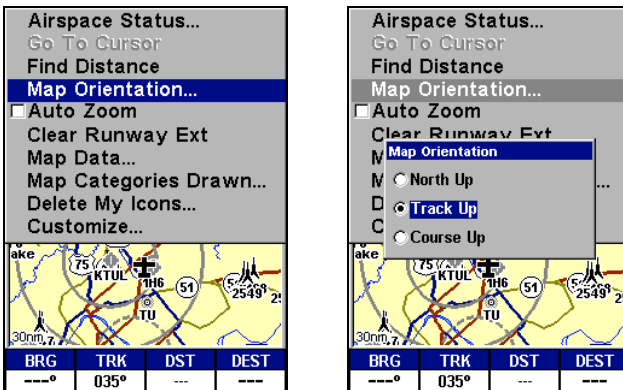 Airspace Status...
Go To Cursor
Find Distance
Map Orientation...
Auto Zoom
Clear Runway Ext
Map Data...
Map Categories Drawn...
Delete My Icons...
Customize...
ake
75
KTUL
1H6
51
2549
TU
30nm
BRG TRK DST DEST
---° 035° --- ---
Airspace Status...
Go To Cursor
Find Distance
Map Orientation...
Auto Zoom
Clear Runway Ext
Map Orientation
North Up
Track Up
Course Up
ake
75
KTUL
1H6
51
2549
TU
30nm
BRG TRK DST DEST
---° 035° --- ---